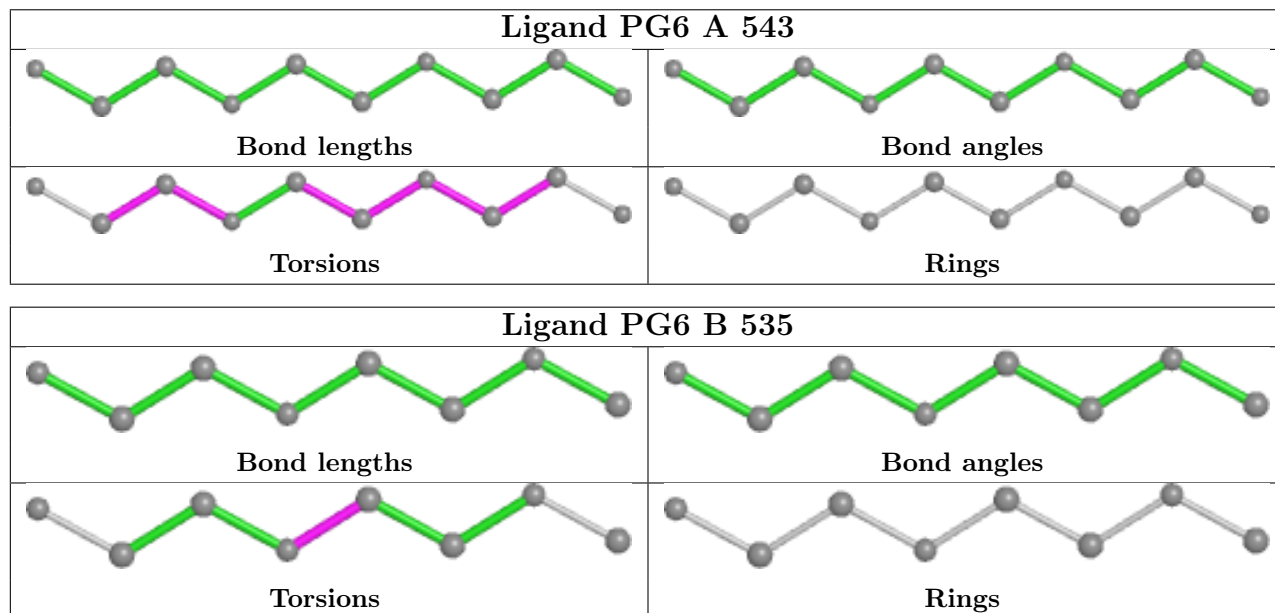 Ligand PG6 A 543
Bond lengths Bond angles
Torsions Rings
Ligand PG6 B 535
Bond lengths Bond angles
Torsions Rings